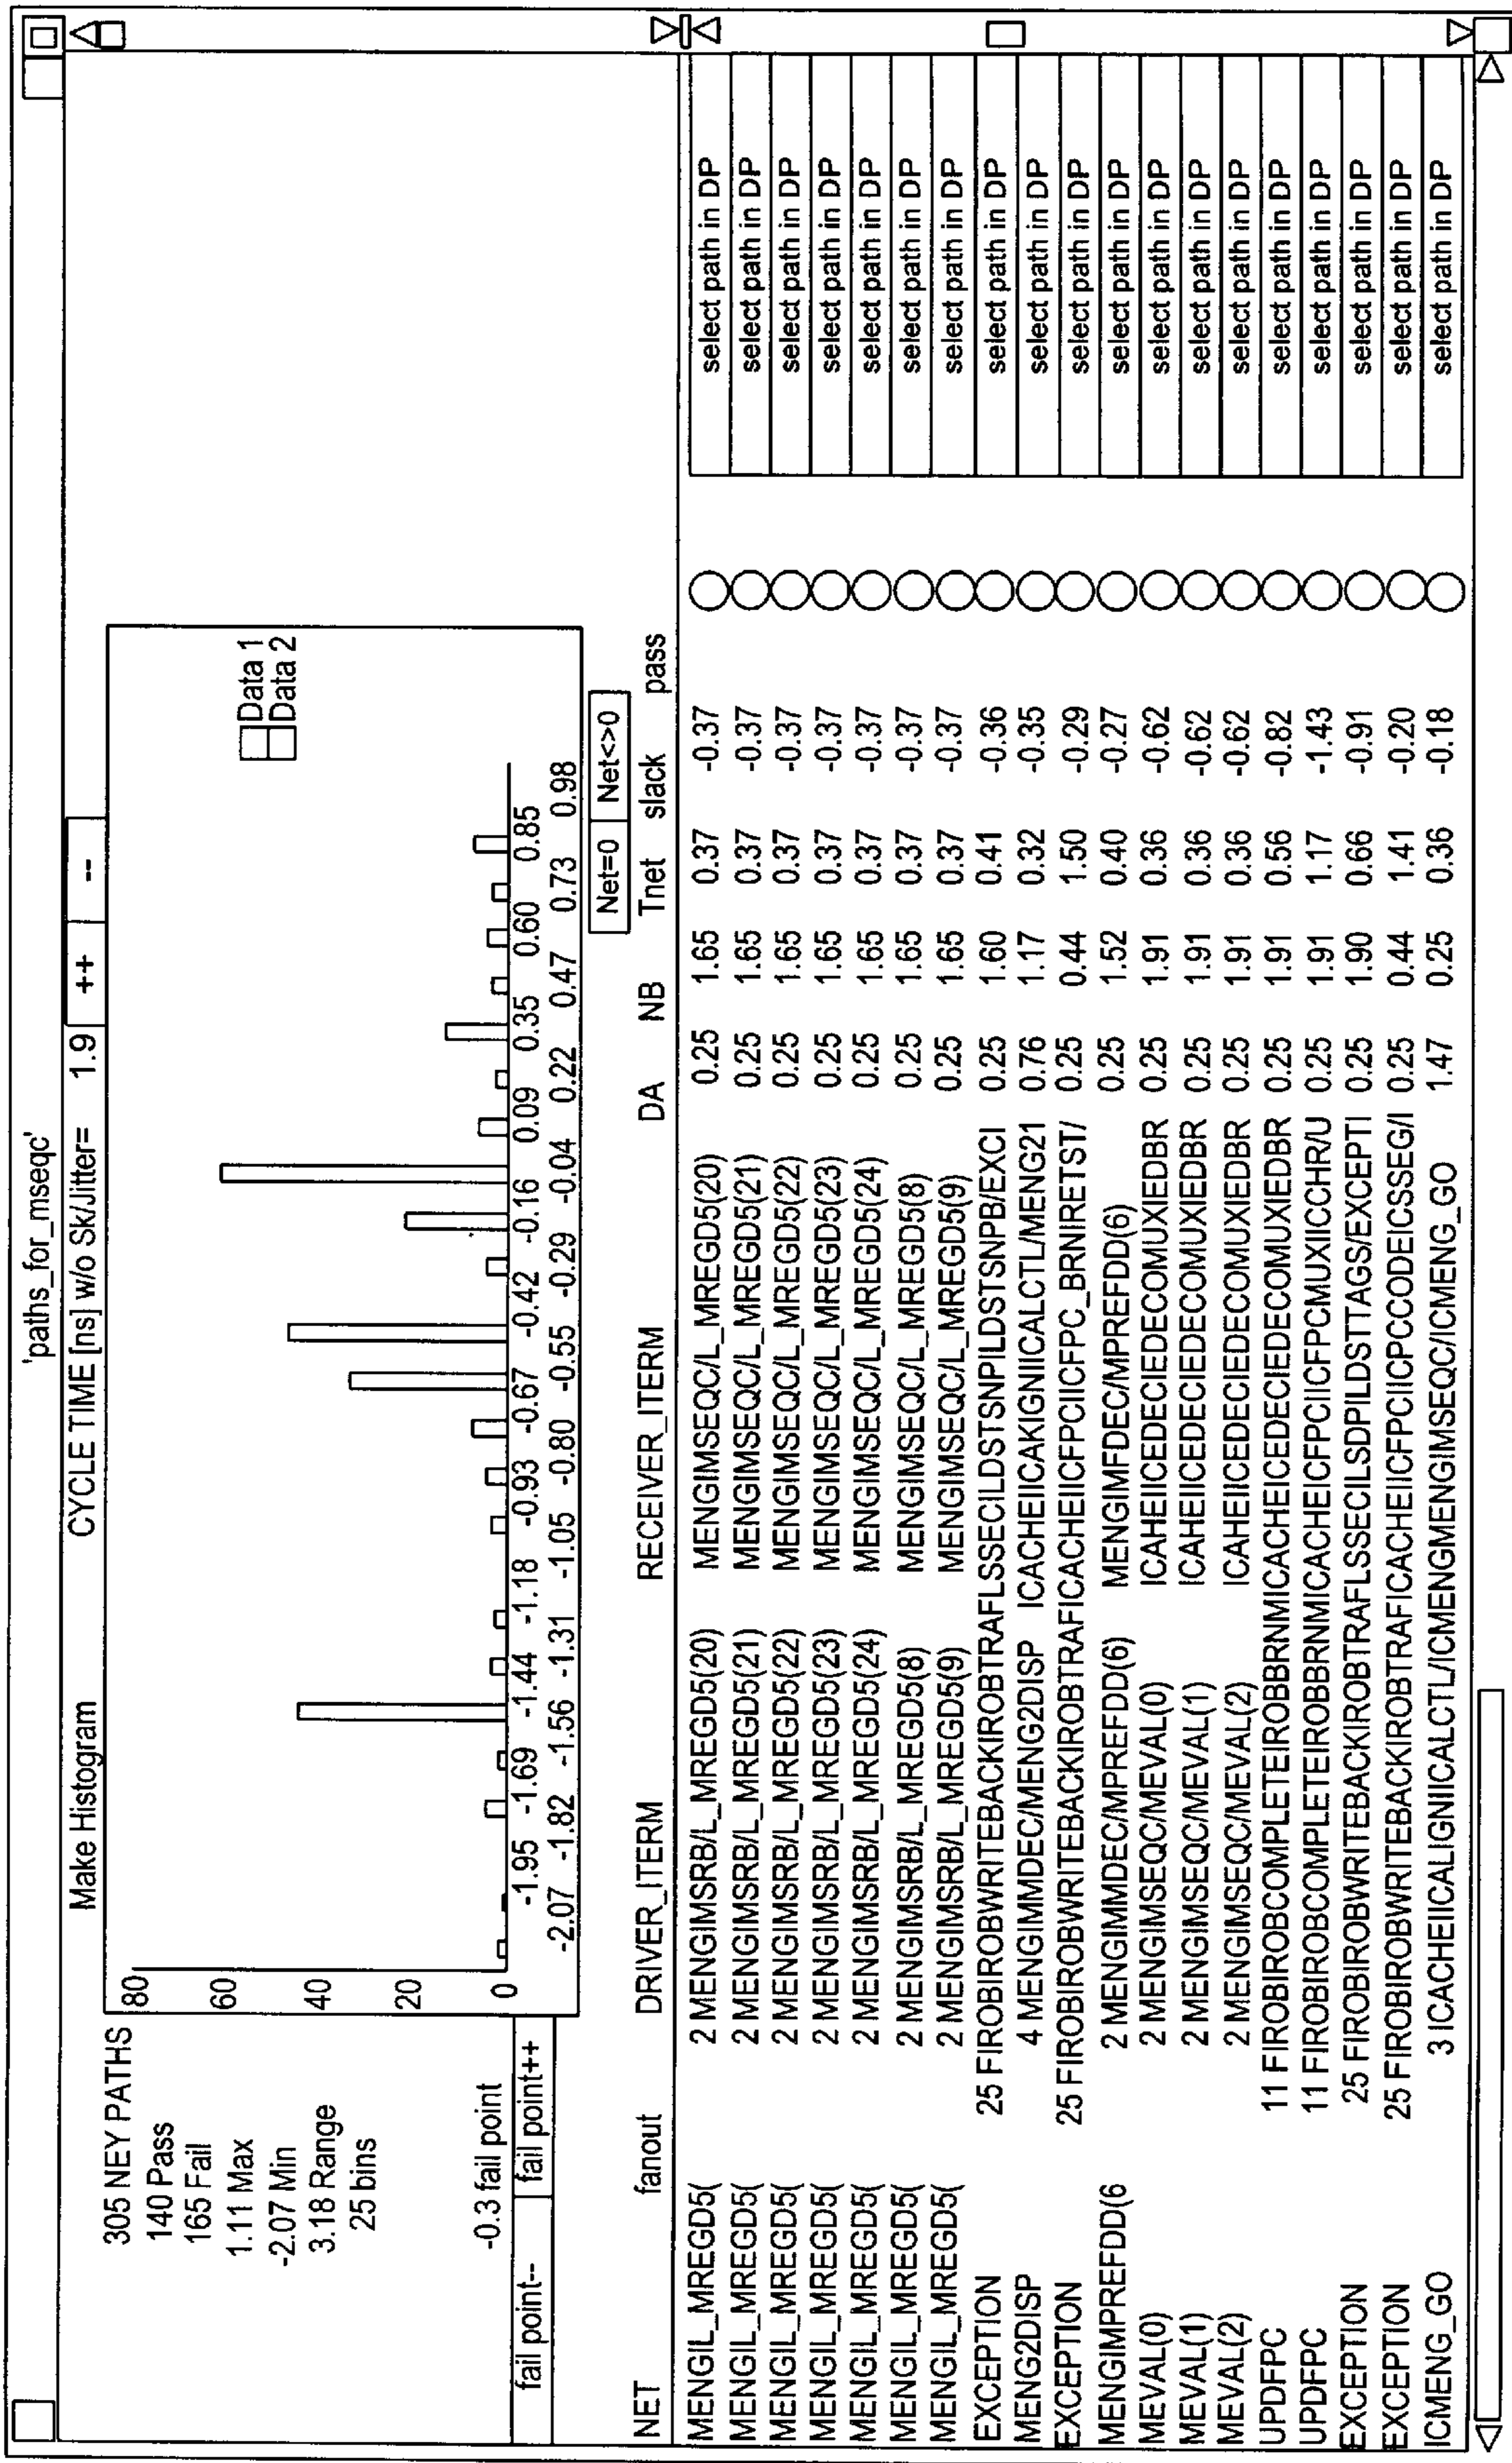 'paths_for_mseqc'
Make Histogram CYCLE TIME [ns] w/o Sk/Jitter= 1.9 ++ --
305 NEY PATHS
140 Pass
165 Fail
1.11 Max
-2.07 Min
3.18 Range
25 bins
-0.3 fail point
fail point-- fail point++
80
60
40
20
0
Data 1
Data 2
-1.95 -1.69 -1.44 -1.18 -0.93 -0.67 -0.42 -0.16 0.09 0.35 0.60 0.85
-2.07 -1.82 -1.56 -1.31 -1.05 -0.80 -0.55 -0.29 -0.04 0.22 0.47 0.73 0.98
Net=0 Net<>0
NET fanout DRIVER_ITERM RECEIVER_ITERM DA NB Tnet slack pass
MENGIL_MREGD5( 2 MENGIMSRB/L_MREGD5(20) MENGIMSEQC/L_MREGD5(20) 0.25 1.65 0.37 -0.37 select path in DP
MENGIL_MREGD5( 2 MENGIMSRB/L_MREGD5(21) MENGIMSEQC/L_MREGD5(21) 0.25 1.65 0.37 -0.37 select path in DP
MENGIL_MREGD5( 2 MENGIMSRB/L_MREGD5(22) MENGIMSEQC/L_MREGD5(22) 0.25 1.65 0.37 -0.37 select path in DP
MENGIL_MREGD5( 2 MENGIMSRB/L_MREGD5(23) MENGIMSEQC/L_MREGD5(23) 0.25 1.65 0.37 -0.37 select path in DP
MENGIL_MREGD5( 2 MENGIMSRB/L_MREGD5(24) MENGIMSEQC/L_MREGD5(24) 0.25 1.65 0.37 -0.37 select path in DP
MENGIL_MREGD5( 2 MENGIMSRB/L_MREGD5(8) MENGIMSEQC/L_MREGD5(8) 0.25 1.65 0.37 -0.37 select path in DP
MENGIL_MREGD5( 2 MENGIMSRB/L_MREGD5(9) MENGIMSEQC/L_MREGD5(9) 0.25 1.65 0.37 -0.37 select path in DP
EXCEPTION 25 FIROBIROBWRITEBACKIROBTRAFLSSECILDSTSNPILDSTSNPB/EXCI 0.25 1.60 0.41 -0.36 select path in DP
MENG2DISP 4 MENGIMMDEC/MENG2DISP ICACHEIICAKIGNIICALCTL/MENG21 0.76 1.17 0.32 -0.35 select path in DP
EXCEPTION 25 FIROBIROBWRITEBACKIROBTRAFICACHEIICFPCIICFPC_BRNIRETST/ 0.25 0.44 1.50 -0.29 select path in DP
MENGIMPREFDD(6 2 MENGIMMDEC/MPREFDD(6) MENGIMFDEC/MPREFDD(6) 0.25 1.52 0.40 -0.27 select path in DP
MEVAL(0) 2 MENGIMSEQC/MEVAL(0) ICAHEIICEDECIEDECOMUXIEDBR 0.25 1.91 0.36 -0.62 select path in DP
MEVAL(1) 2 MENGIMSEQC/MEVAL(1) ICAHEIICEDECIEDECOMUXIEDBR 0.25 1.91 0.36 -0.62 select path in DP
MEVAL(2) 2 MENGIMSEQC/MEVAL(2) ICAHEIICEDECIEDECOMUXIEDBR 0.25 1.91 0.36 -0.62 select path in DP
UPDFPC 11 FIROBIROBCOMPLETEIROBBRNMICACHEICEDECIEDECOMUXIEDBR 0.25 1.91 0.56 -0.82 select path in DP
UPDFPC 11 FIROBIROBCOMPLETEIROBBRNMICACHEICFPCIICFPCMUXIICCHR/U 0.25 1.91 1.17 -1.43 select path in DP
EXCEPTION 25 FIROBIROBWRITEBACKIROBTRAFLSSECILSDPILDSTTAGS/EXCEPTI 0.25 1.90 0.66 -0.91 select path in DP
EXCEPTION 25 FIROBIROBWRITEBACKIROBTRAFICACHEIICFPCIICPCCODEICSSEG/I 0.25 0.44 1.41 -0.20 select path in DP
ICMENG_GO 3 ICACHEIICALIGNIICALCTL/ICMENGMENGIMSEQC/ICMENG_GO 1.47 0.25 0.36 -0.18 select path in DP